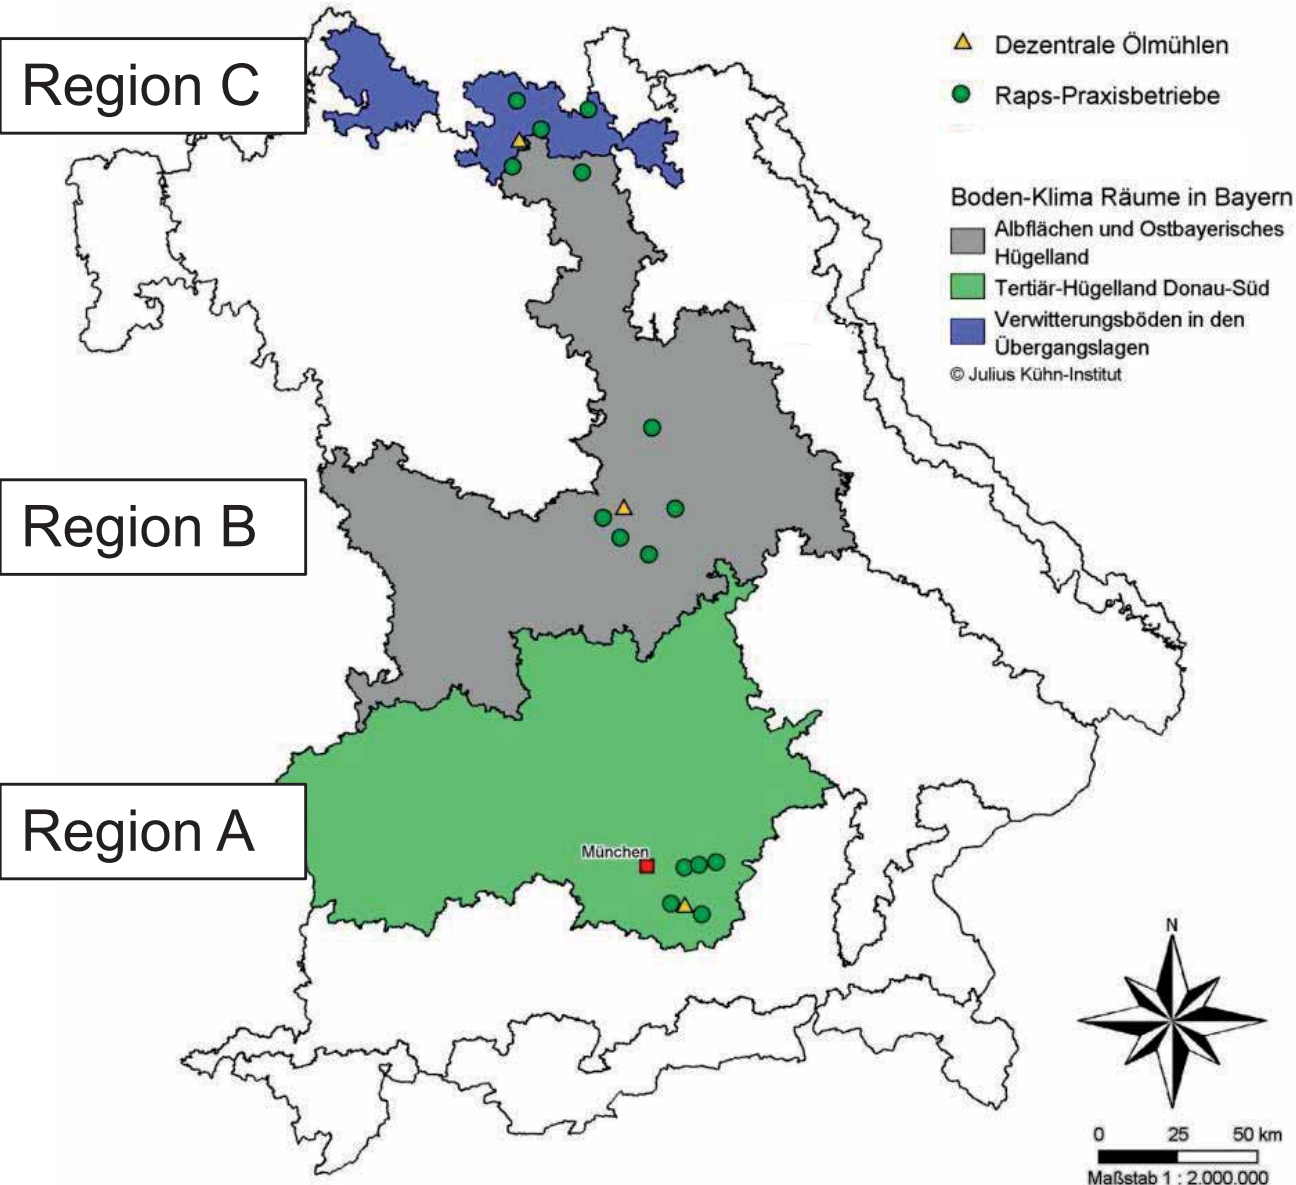 Region C
Dezentrale Ölmühlen
Raps-Praxisbetriebe
Boden-Klima Räume in Bayern
Albflächen und Ostbayerisches
Hügelland
Tertiär-Hügelland Donau-Süd
Verwitterungsböden in den
Übergangslagen
© Julius Kühn-Institut
Region B
Region A
München
N
0 25 50 km
Maßstab 1 : 2.000.000